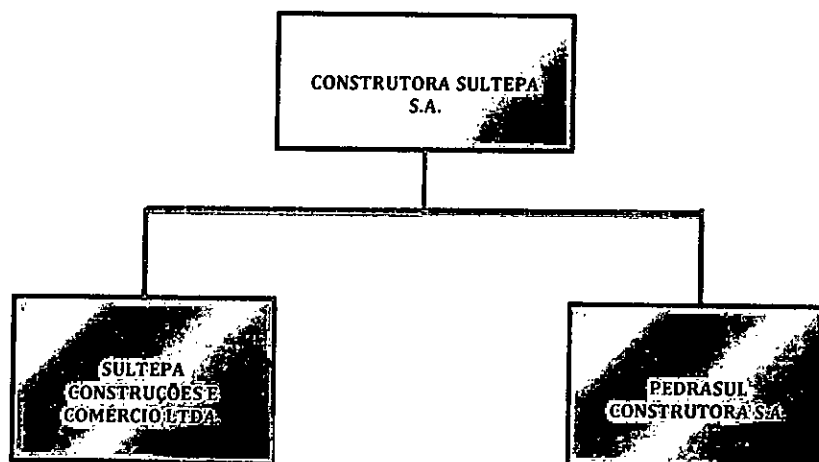 CONSTRUTORA SULTEPA
S.A.
SULTEPA
CONSTRUÇÕES E
COMÉRCIO LTDA.
PEDRASUL
CONSTRUTORA S.A.